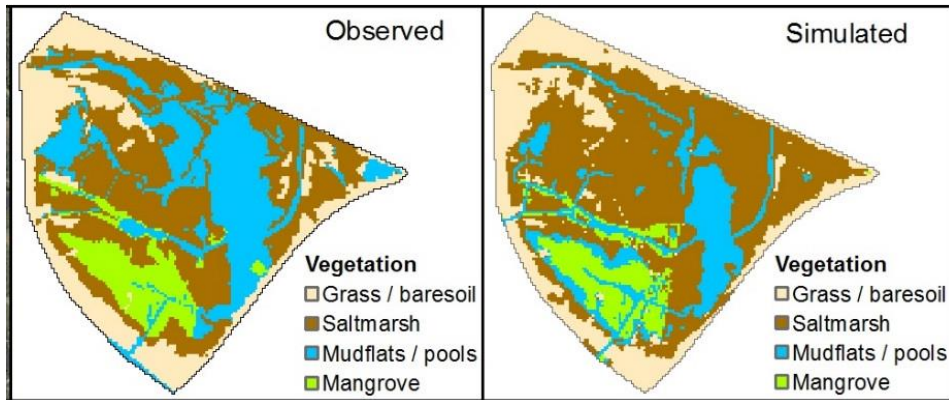 Observed
Vegetation
Grass / baresoil
Saltmarsh
Mudflats / pools
Mangrove
Simulated
Vegetation
Grass / baresoil
Saltmarsh
Mudflats / pools
Mangrove